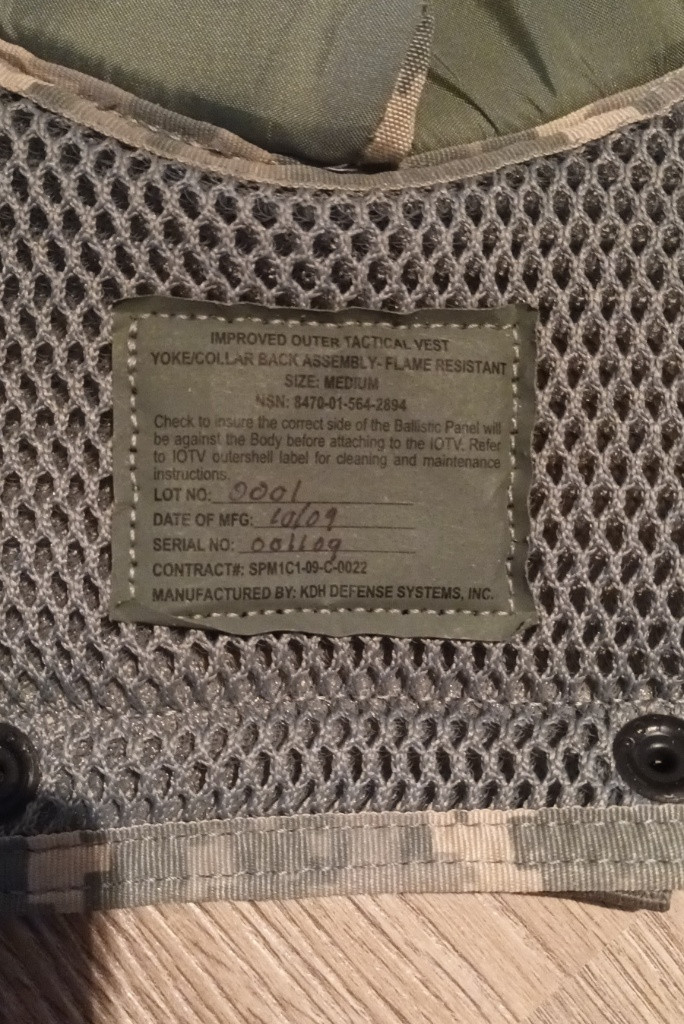 IMPROVED OUTER TACTICAL VEST
YOKE/COLLAR BACK ASSEMBLY- FLAME RESISTANT
SIZE: MEDIUM
NSN: 8470-01-564-2894
Check to insure the correct side of the Ballistic Panel will
be against the Body before attaching to the IOTV. Refer
to IOTV outershell label for cleaning and maintenance
instructions.
LOT NO: 0001
DATE OF MFG: 10/09
SERIAL NO: 001109
CONTRACT#: SPM1C1-09-C-0022
MANUFACTURED BY: KDH DEFENSE SYSTEMS, INC.